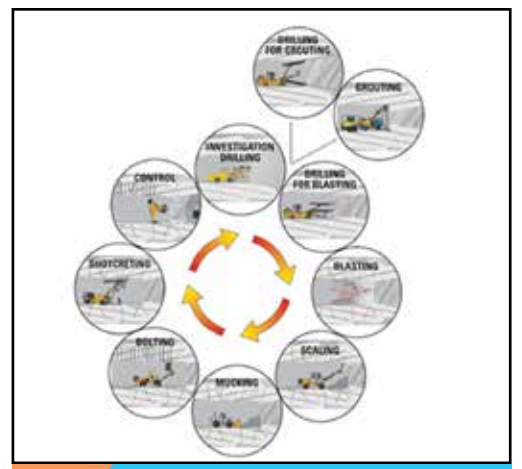 DRILLING
FOR GROUTING
GROUTING
INVESTIGATION
DRILLING
DRILLING
FOR BLASTING
BLASTING
SCALING
MUCKING
BOLTING
SHOTCRETING
CONTROL